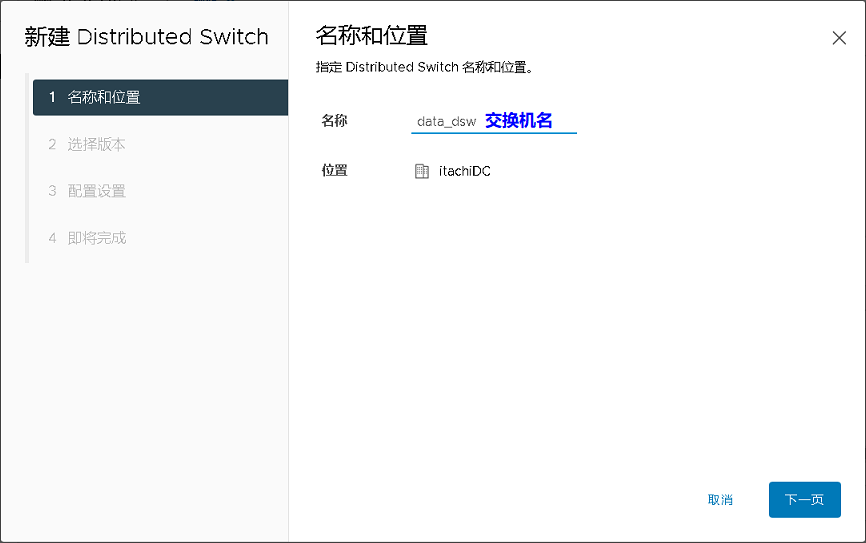 新建 Distributed Switch
1 名称和位置
2 选择版本
3 配置设置
4 即将完成
名称和位置
指定 Distributed Switch 名称和位置。
名称 data_dsw 交换机名
位置 itachiDC
取消 下一页